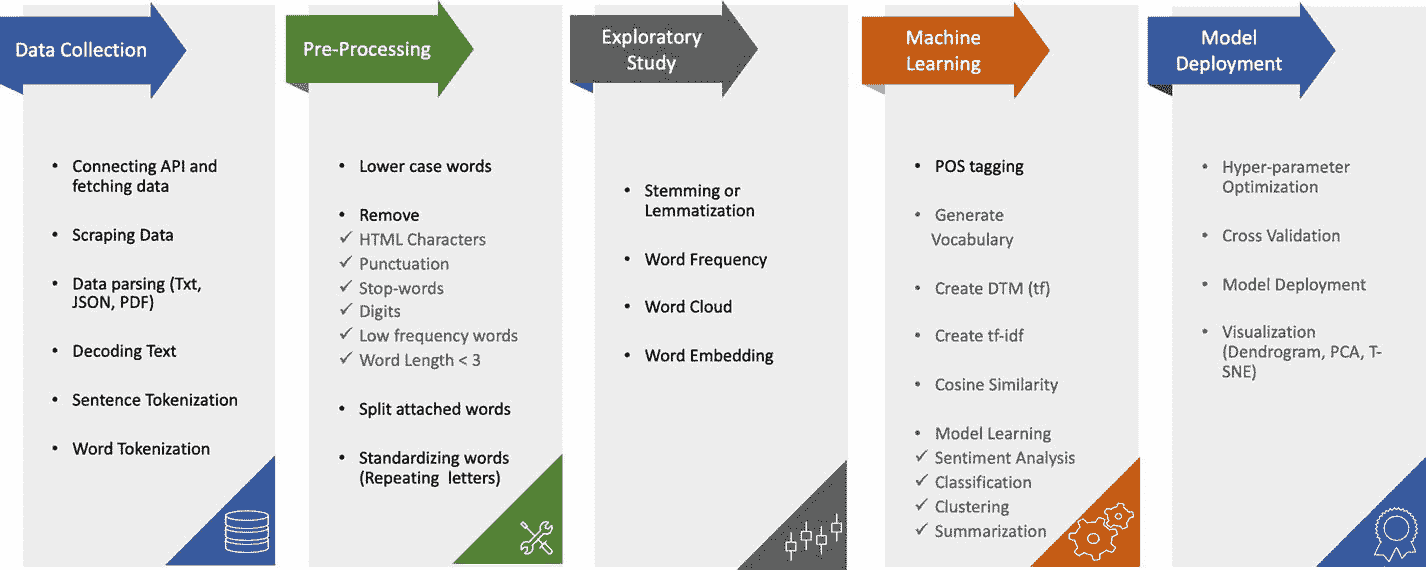 Data Collection
• Connecting API and
fetching data
• Scraping Data
• Data parsing (Txt,
JSON, PDF)
• Decoding Text
• Sentence Tokenization
• Word Tokenization
Pre-Processing
• Lower case words
• Remove
✓ HTML Characters
✓ Punctuation
✓ Stop-words
✓ Digits
✓ Low frequency words
✓ Word Length < 3
• Split attached words
• Standardizing words
(Repeating letters)
Exploratory
Study
• Stemming or
Lemmatization
• Word Frequency
• Word Cloud
• Word Embedding
Machine
Learning
• POS tagging
• Generate
Vocabulary
• Create DTM (tf)
• Create tf-idf
• Cosine Similarity
• Model Learning
✓ Sentiment Analysis
✓ Classification
✓ Clustering
✓ Summarization
Model
Deployment
• Hyper-parameter
Optimization
• Cross Validation
• Model Deployment
• Visualization
(Dendrogram, PCA, T-
SNE)